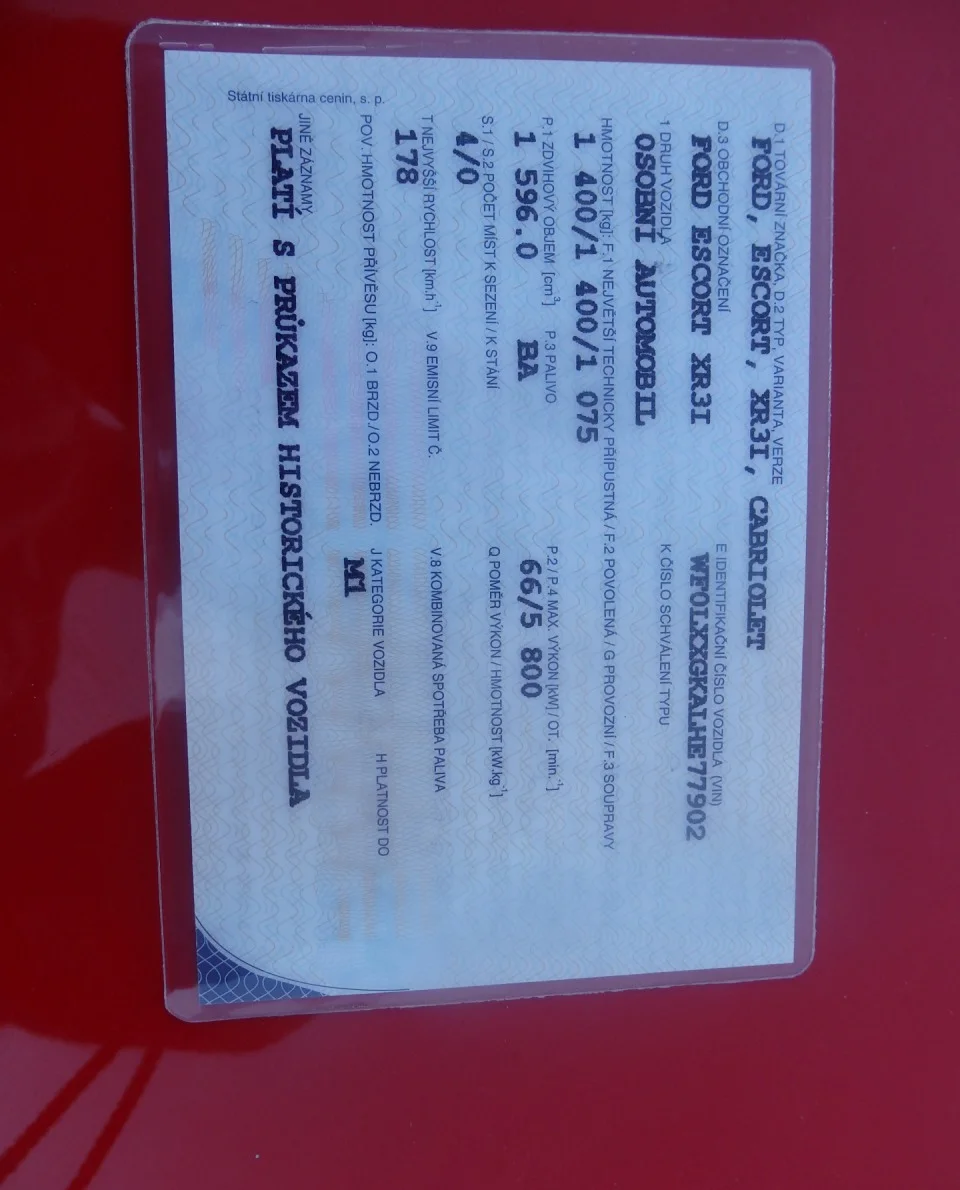 D.1 TOVÁRNÍ ZNAČKA, D.2 TYP, VARIANTA, VERZE
FORD, ESCORT, XR3I, CABRIOLET
D.3 OBCHODNÍ OZNAČENÍ E IDENTIFIKAČNÍ ČÍSLO VOZIDLA (VIN)
FORD ESCORT XR3I WF0LXXGKALHE77902
1 DRUH VOZIDLA K ČÍSLO SCHVÁLENÍ TYPU
OSOBNÍ AUTOMOBIL
HMOTNOST [kg]: F.1 NEJVĚTŠÍ TECHNICKY PŘÍPUSTNÁ / F.2 POVOLENÁ / G PROVOZNÍ / F.3 SOUPRAVY
1 400/1 400/1 075
P.1 ZDVIHOVÝ OBJEM [cm³] P.3 PALIVO P.2 / P.4 MAX. VÝKON [kW] / OT. [min.⁻¹]
1 596.0 BA 66/5 800
S.1 / S.2 POČET MÍST K SEZENÍ / K STÁNÍ Q POMĚR VÝKON / HMOTNOST [kW.kg⁻¹]
4/0
T NEJVYŠŠÍ RYCHLOST [km.h⁻¹] V.9 EMISNÍ LIMIT Č. V.8 KOMBINOVANÁ SPOTŘEBA PALIVA
178
POV. HMOTNOST PŘÍVĚSU [kg]: O.1 BRZD./O.2 NEBRZD. J KATEGORIE VOZIDLA H PLATNOST DO
M1
JINÉ ZÁZNAMY
PLATÍ S PRŮKAZEM HISTORICKÉHO VOZIDLA
Státní tiskárna cenin, s. p.